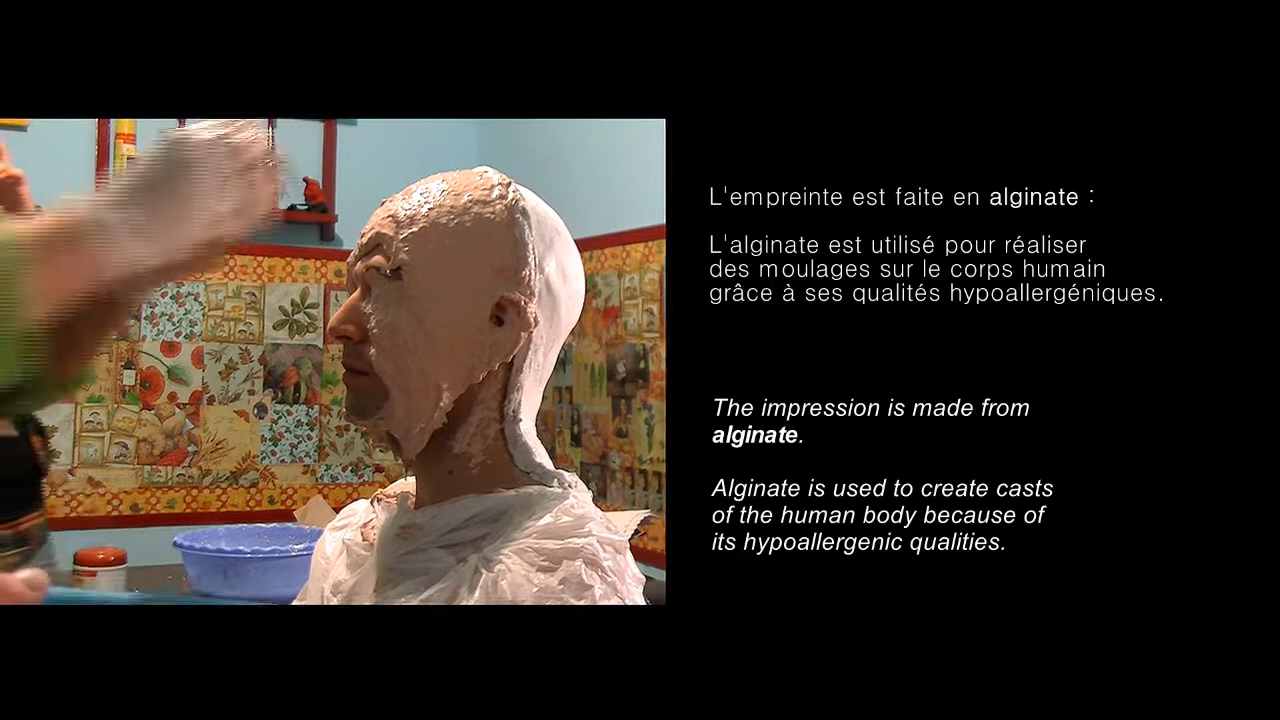 L'empreinte est faite en alginate :
L'alginate est utilisé pour réaliser
des moulages sur le corps humain
grâce à ses qualités hypoallergéniques.
The impression is made from
alginate.
Alginate is used to create casts
of the human body because of
its hypoallergenic qualities.